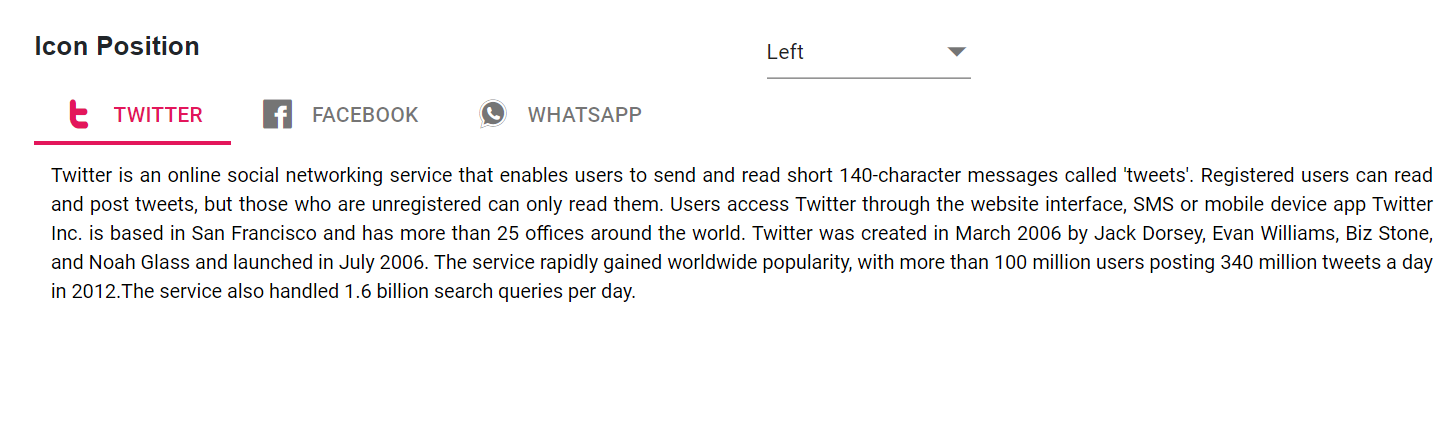 Icon Position
Left
TWITTER FACEBOOK WHATSAPP
Twitter is an online social networking service that enables users to send and read short 140-character messages called 'tweets'. Registered users can read
and post tweets, but those who are unregistered can only read them. Users access Twitter through the website interface, SMS or mobile device app Twitter
Inc. is based in San Francisco and has more than 25 offices around the world. Twitter was created in March 2006 by Jack Dorsey, Evan Williams, Biz Stone,
and Noah Glass and launched in July 2006. The service rapidly gained worldwide popularity, with more than 100 million users posting 340 million tweets a day
in 2012.The service also handled 1.6 billion search queries per day.